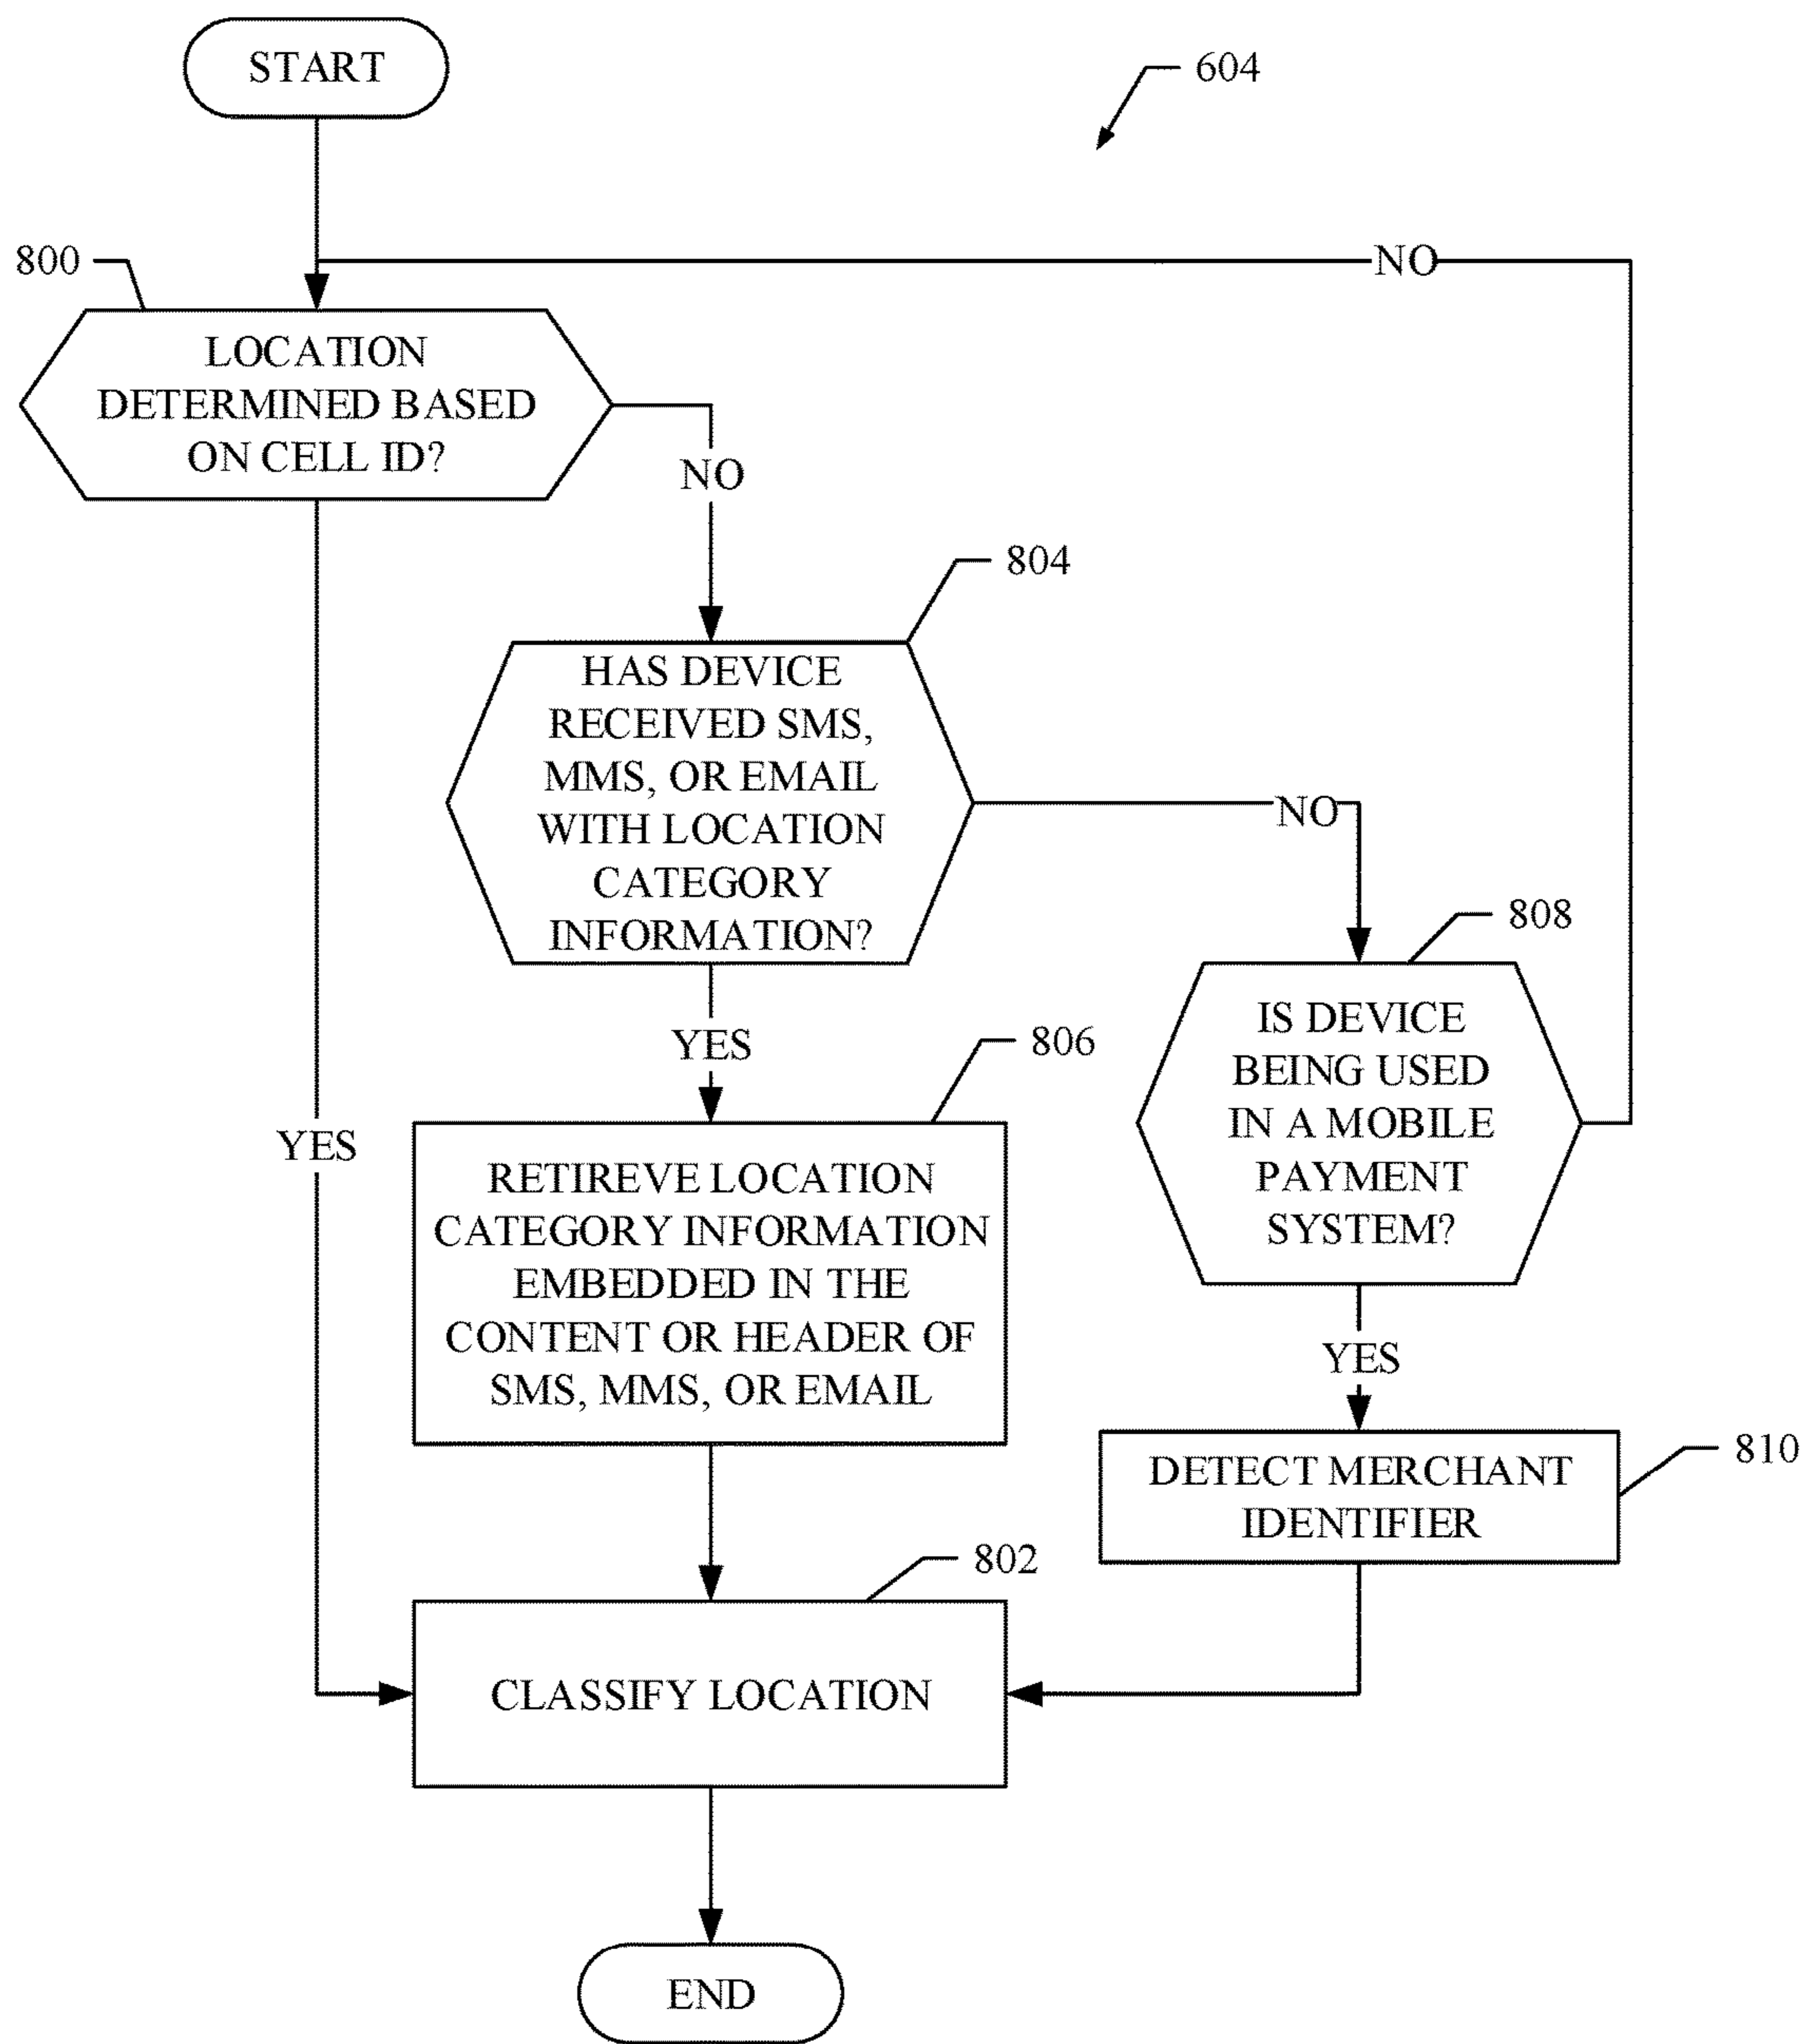 START
604
800
NO
LOCATION
DETERMINED BASED
ON CELL ID?
NO
804
HAS DEVICE
RECEIVED SMS,
MMS, OR EMAIL
WITH LOCATION
CATEGORY
INFORMATION?
NO
808
IS DEVICE
BEING USED
IN A MOBILE
PAYMENT
SYSTEM?
YES
806
YES
RETIREVE LOCATION
CATEGORY INFORMATION
EMBEDDED IN THE
CONTENT OR HEADER OF
SMS, MMS, OR EMAIL
YES
810
DETECT MERCHANT
IDENTIFIER
802
CLASSIFY LOCATION
END